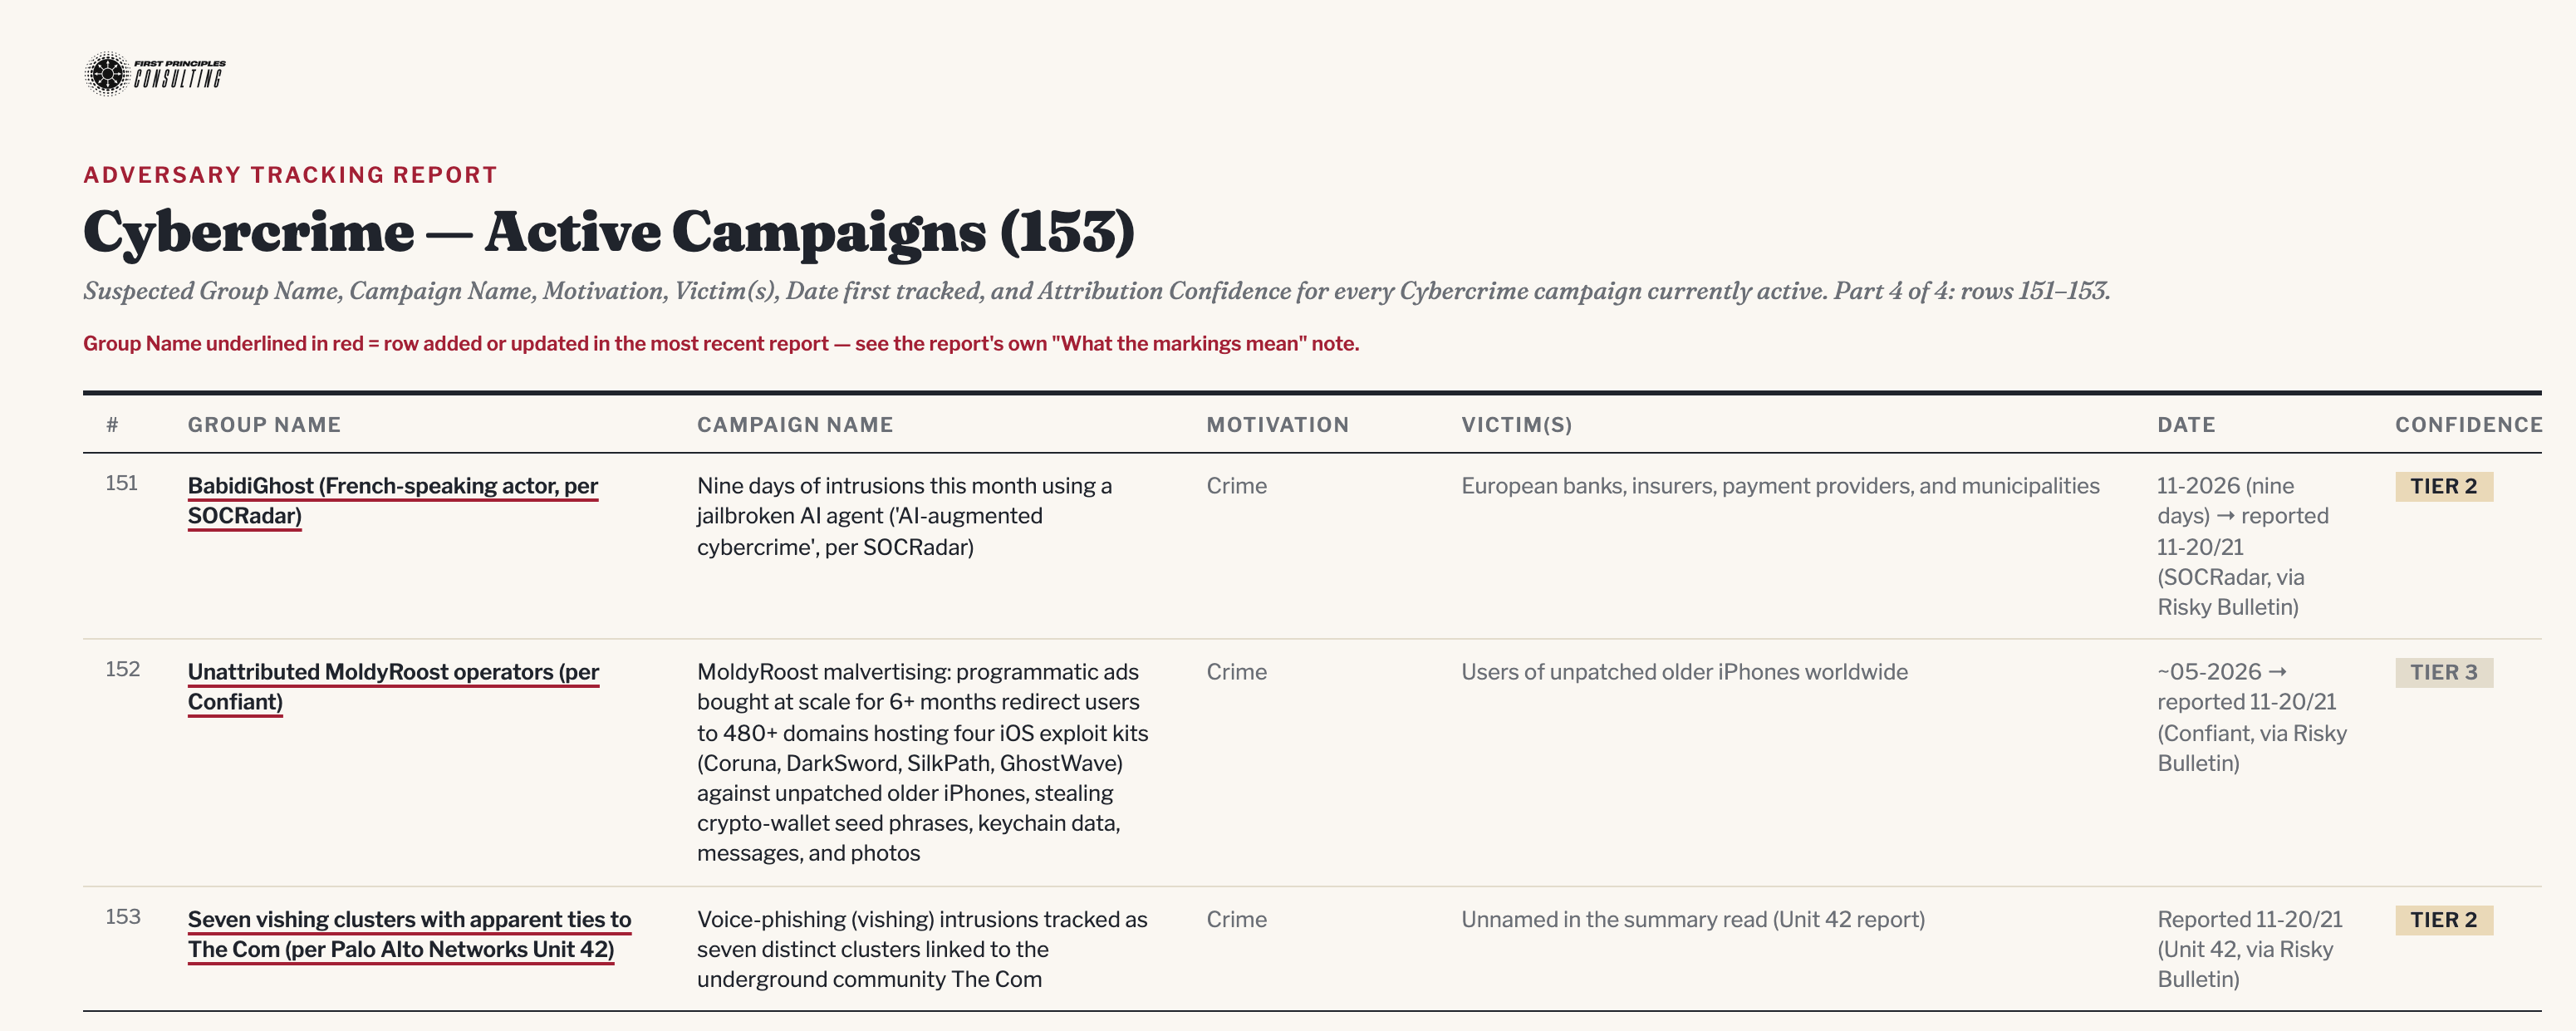 FIRST PRINCIPLES
CONSULTING
ADVERSARY TRACKING REPORT
Cybercrime — Active Campaigns (153)
Suspected Group Name, Campaign Name, Motivation, Victim(s), Date first tracked, and Attribution Confidence for every Cybercrime campaign currently active. Part 4 of 4: rows 151–153.
Group Name underlined in red = row added or updated in the most recent report — see the report's own "What the markings mean" note.
# GROUP NAME CAMPAIGN NAME MOTIVATION VICTIM(S) DATE CONFIDENCE
151
BabidiGhost (French-speaking actor, per
SOCRadar)
Nine days of intrusions this month using a
jailbroken AI agent ('AI-augmented
cybercrime', per SOCRadar)
Crime
European banks, insurers, payment providers, and municipalities
11-2026 (nine
days) → reported
11-20/21
(SOCRadar, via
Risky Bulletin)
TIER 2
152
Unattributed MoldyRoost operators (per
Confiant)
MoldyRoost malvertising: programmatic ads
bought at scale for 6+ months redirect users
to 480+ domains hosting four iOS exploit kits
(Coruna, DarkSword, SilkPath, GhostWave)
against unpatched older iPhones, stealing
crypto-wallet seed phrases, keychain data,
messages, and photos
Crime
Users of unpatched older iPhones worldwide
~05-2026 →
reported 11-20/21
(Confiant, via Risky
Bulletin)
TIER 3
153
Seven vishing clusters with apparent ties to
The Com (per Palo Alto Networks Unit 42)
Voice-phishing (vishing) intrusions tracked as
seven distinct clusters linked to the
underground community The Com
Crime
Unnamed in the summary read (Unit 42 report)
Reported 11-20/21
(Unit 42, via Risky
Bulletin)
TIER 2